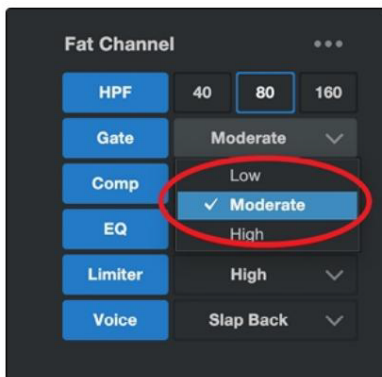 Fat Channel
HPF 40 80 160
Gate Moderate
Comp Low
✓ Moderate
EQ High
Limiter High
Voice Slap Back